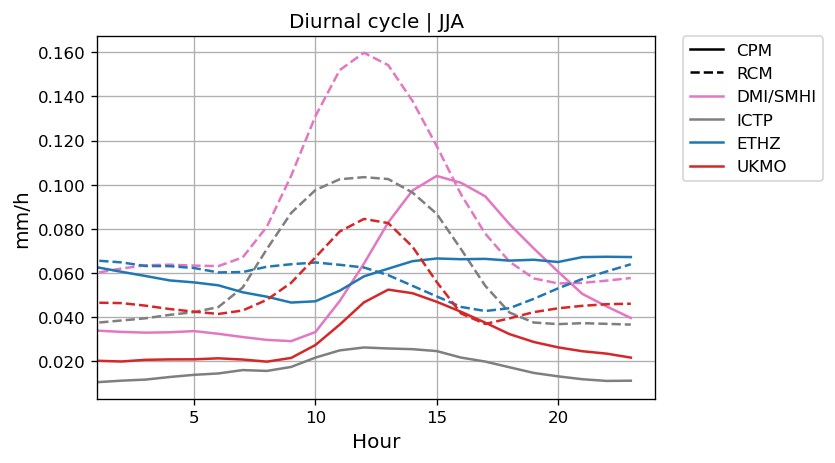 Diurnal cycle | JJA
mm/h
0.160
0.140
0.120
0.100
0.080
0.060
0.040
0.020
5
10
15
20
Hour
CPM
RCM
DMI/SMHI
ICTP
ETHZ
UKMO